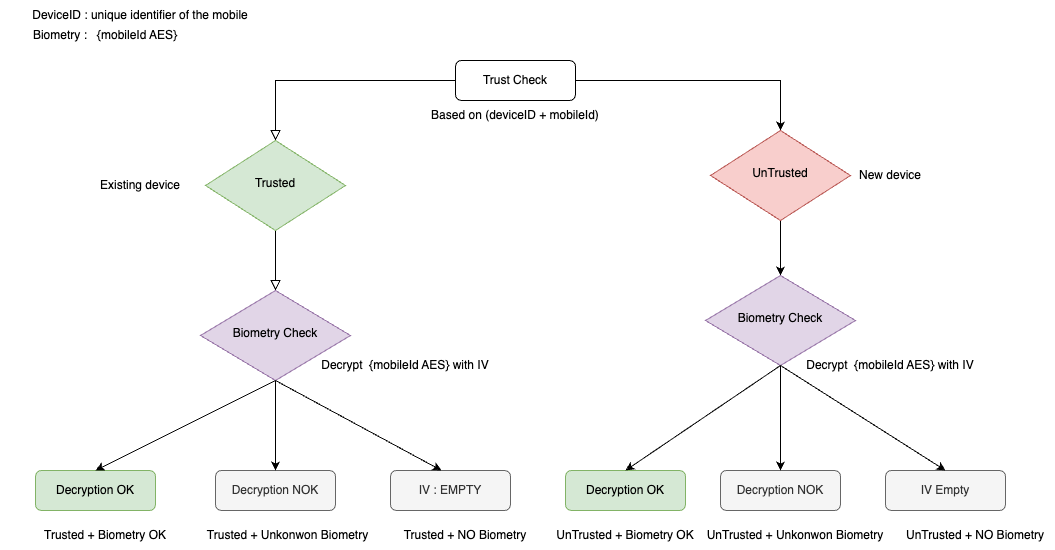 DeviceID : unique identifier of the mobile
Biometry : {mobileId AES}
Trust Check
Based on (deviceID + mobileId)
Existing device
Trusted
UnTrusted
New device
Biometry Check
Decrypt {mobileId AES} with IV
Biometry Check
Decrypt {mobileId AES} with IV
Decryption OK
Decryption NOK
IV : EMPTY
Decryption OK
Decryption NOK
IV Empty
Trusted + Biometry OK
Trusted + Unkonwon Biometry
Trusted + NO Biometry
UnTrusted + Biometry OK
UnTrusted + Unkonwon Biometry
UnTrusted + NO Biometry